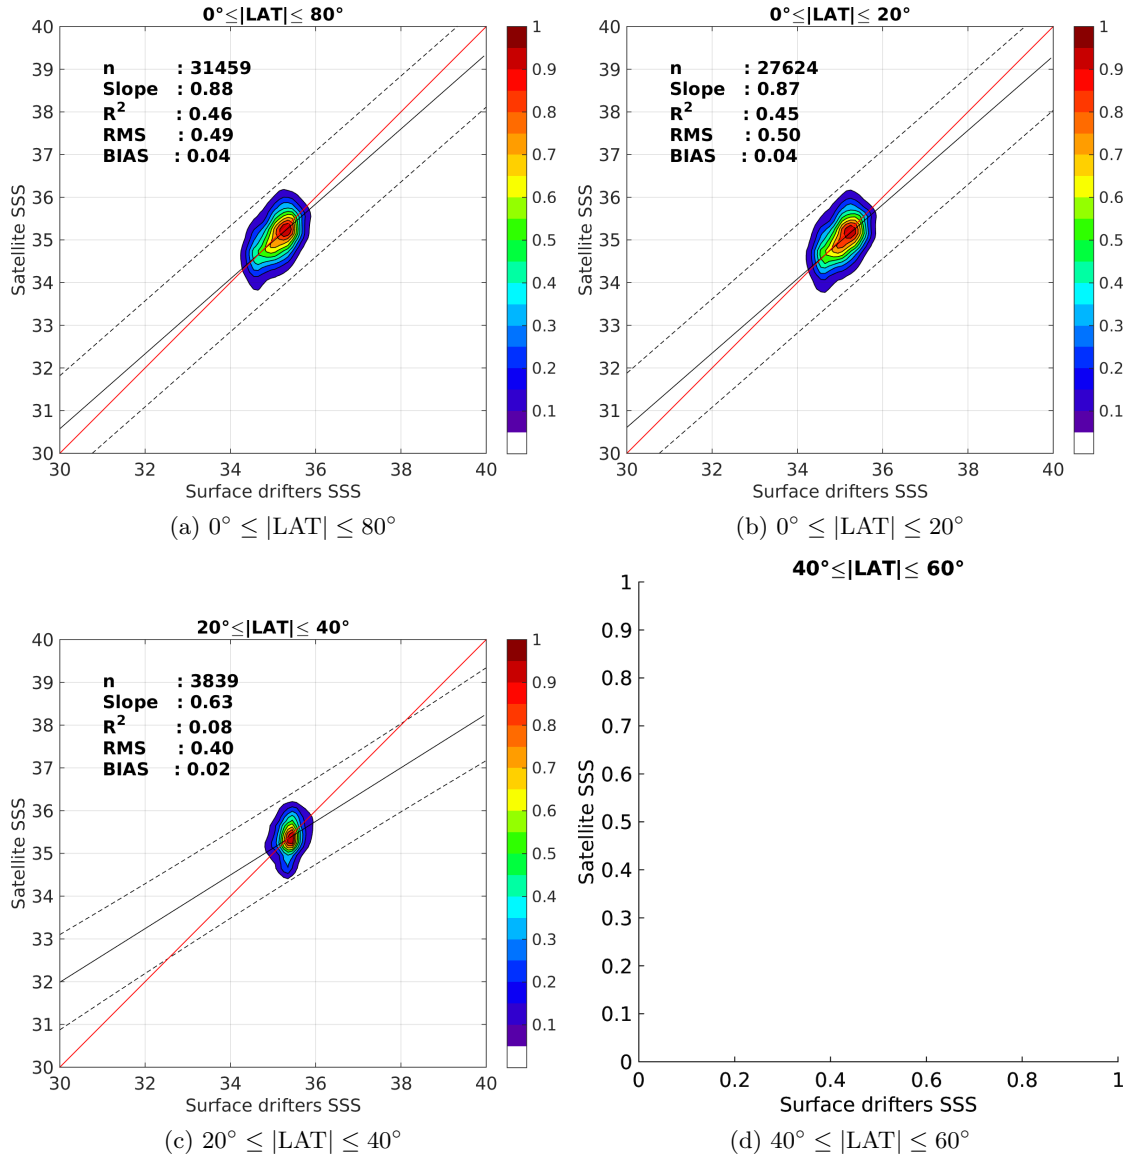 0°≤|LAT|≤ 80°
40
39
38
37
36
35
34
33
32
31
30
30 32 34 36 38 40
Satellite SSS
Surface drifters SSS
n : 31459
Slope : 0.88
R2 : 0.46
RMS : 0.49
BIAS : 0.04
1
0.9
0.8
0.7
0.6
0.5
0.4
0.3
0.2
0.1
(a) 0° ≤ |LAT| ≤ 80°
0°≤|LAT|≤ 20°
40
39
38
37
36
35
34
33
32
31
30
30 32 34 36 38 40
Satellite SSS
Surface drifters SSS
n : 27624
Slope : 0.87
R2 : 0.45
RMS : 0.50
BIAS : 0.04
1
0.9
0.8
0.7
0.6
0.5
0.4
0.3
0.2
0.1
(b) 0° ≤ |LAT| ≤ 20°
20°≤|LAT|≤ 40°
40
39
38
37
36
35
34
33
32
31
30
30 32 34 36 38 40
Satellite SSS
Surface drifters SSS
n : 3839
Slope : 0.63
R2 : 0.08
RMS : 0.40
BIAS : 0.02
1
0.9
0.8
0.7
0.6
0.5
0.4
0.3
0.2
0.1
(c) 20° ≤ |LAT| ≤ 40°
40°≤|LAT|≤ 60°
1
0.9
0.8
0.7
0.6
0.5
0.4
0.3
0.2
0.1
0
0 0.2 0.4 0.6 0.8 1
Satellite SSS
Surface drifters SSS
(d) 40° ≤ |LAT| ≤ 60°